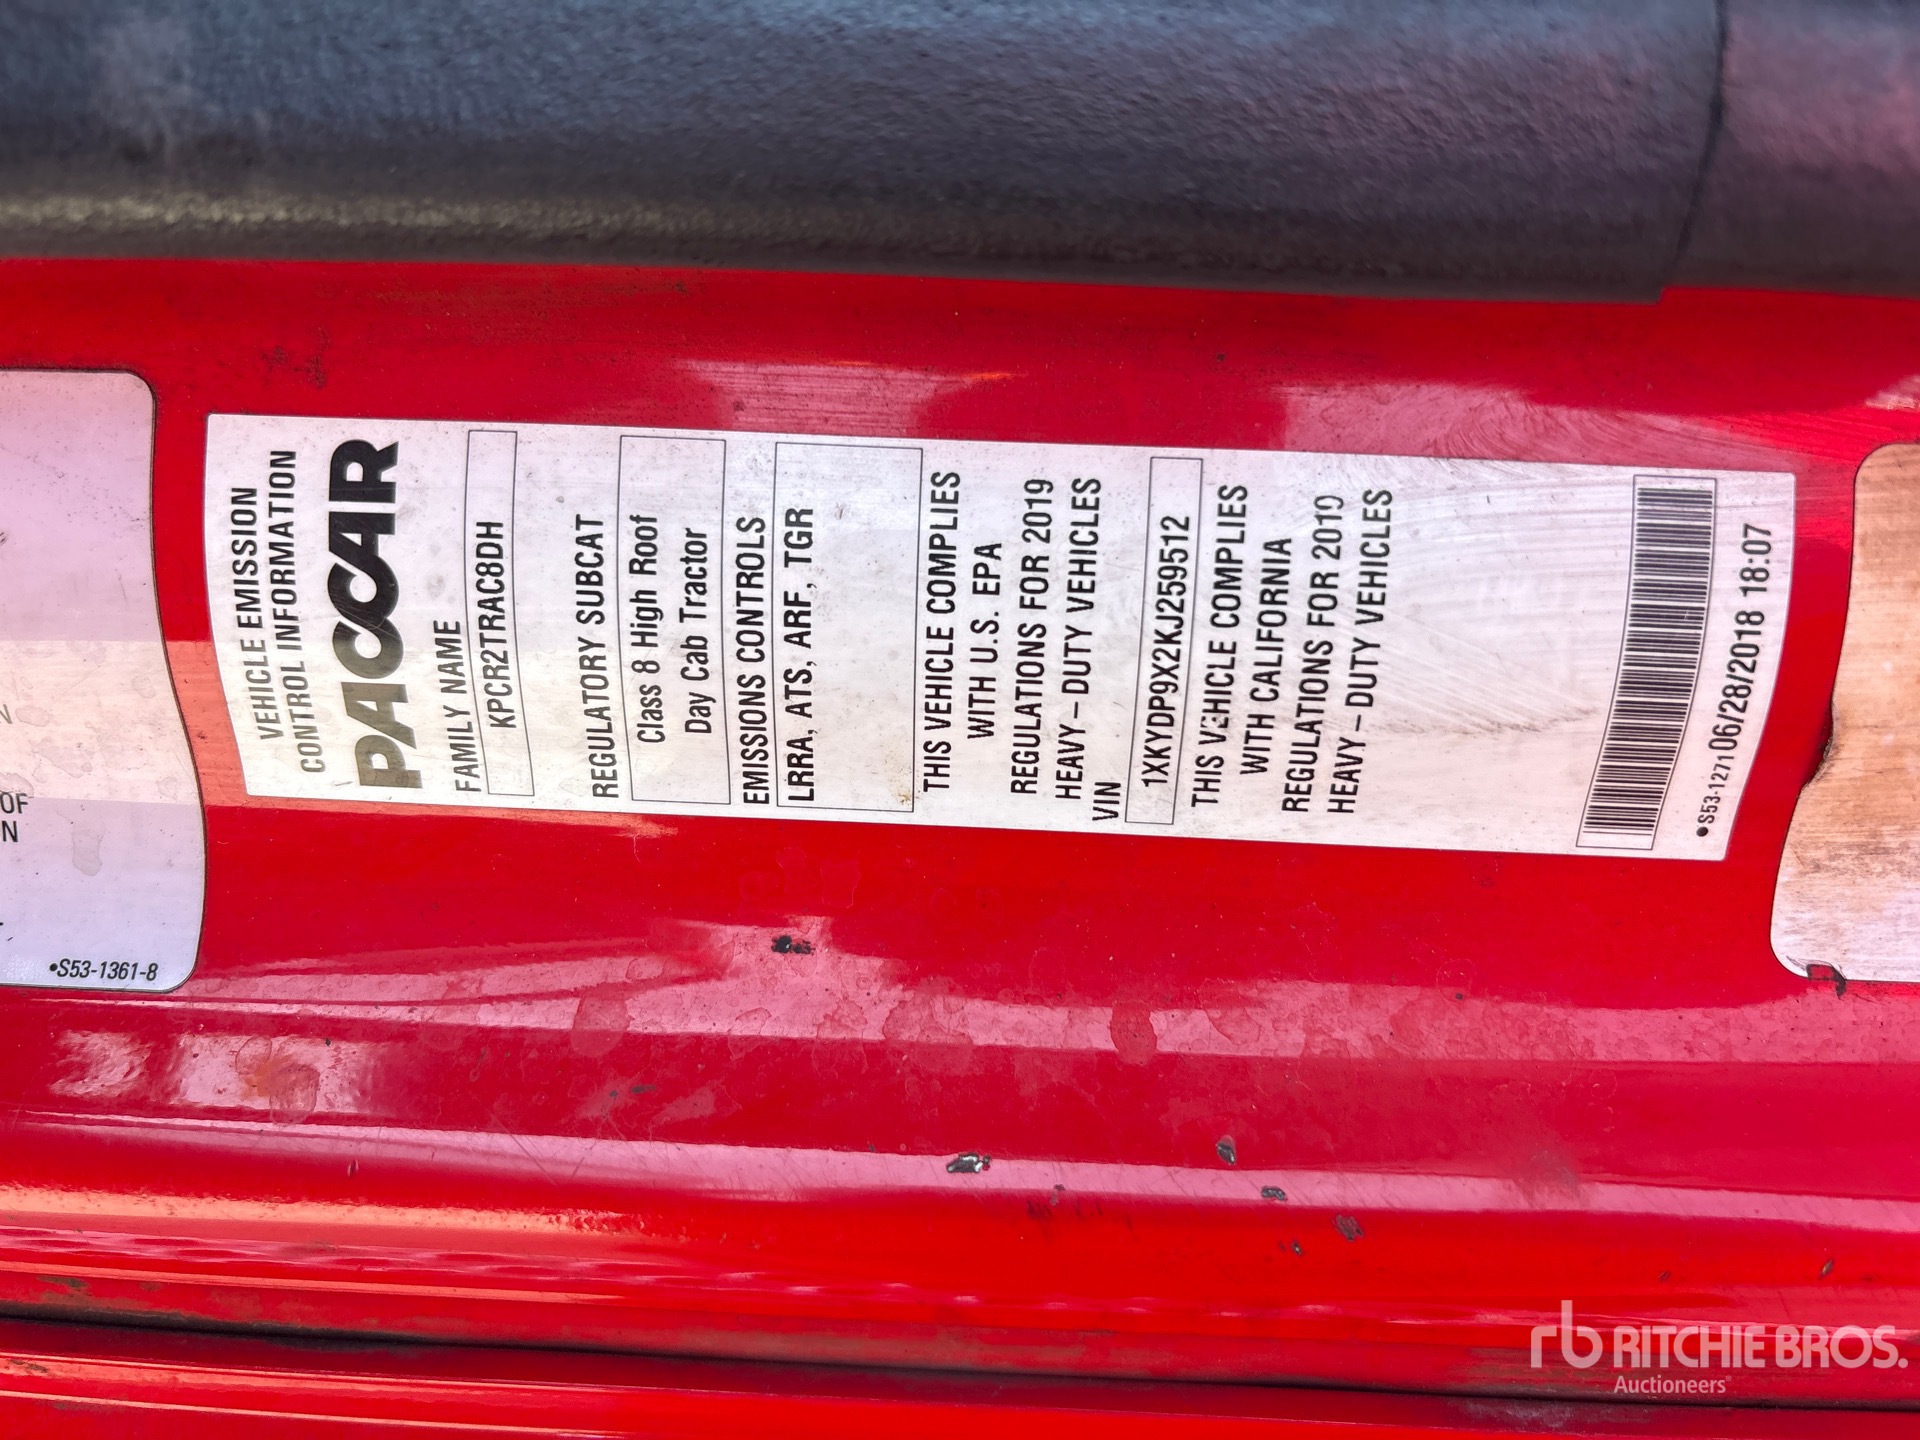 VEHICLE EMISSION
CONTROL INFORMATION
PACCAR
FAMILY NAME
KPCR2TRAC8DH
REGULATORY SUBCAT
Class 8 High Roof
Day Cab Tractor
EMISSIONS CONTROLS
LRRA, ATS, ARF, TGR
THIS VEHICLE COMPLIES
WITH U.S. EPA
REGULATIONS FOR 2019
HEAVY-DUTY VEHICLES
VIN
1XKYDP9X2KJ259512
THIS VEHICLE COMPLIES
WITH CALIFORNIA
REGULATIONS FOR 2019
HEAVY-DUTY VEHICLES
•S53-1271 06/28/2018 18:07
N
OF
N
•S53-1361-8
rb RITCHIE BROS.
Auctioneers